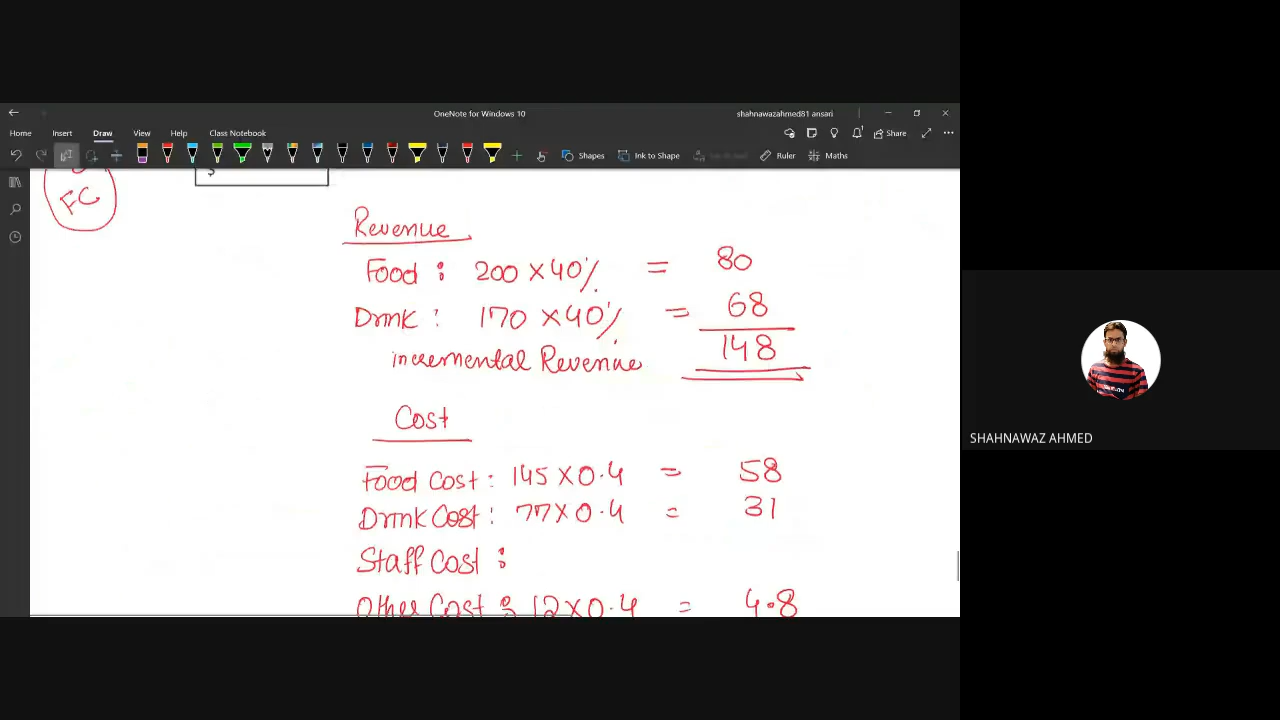 OneNote for Windows 10
shahnawazahmed81 ansari
Home Insert Draw View Help Class Notebook
Share
Shapes Ink to Shape Ruler Maths
$
FC
Revenue
Food : 200 × 40% = 80
Drink : 170 × 40% = 68
incremental Revenue 148
Cost
Food Cost : 145 × 0.4 = 58
Drink Cost : 77 × 0.4 = 31
Staff Cost :
Other Cost : 12 × 0.4 = 4.8
SHAHNAWAZ AHMED